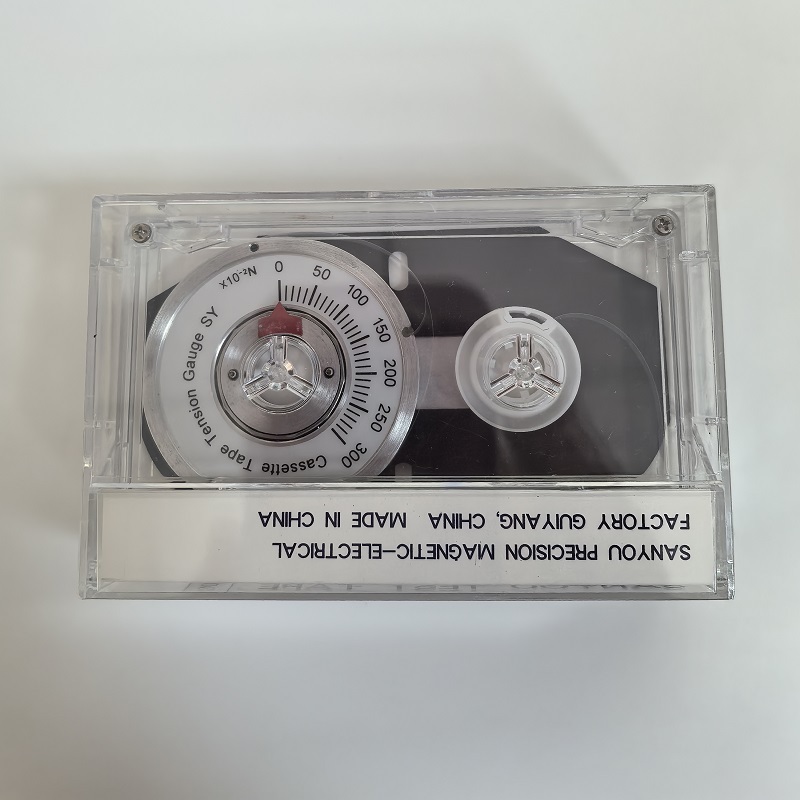 ×10⁻²N
0
50
100
150
200
250
300
Cassette Tape Tension Gauge SY
SANYOU PRECISION MAGNETIC—ELECTRICAL
FACTORY GUIYANG, CHINA MADE IN CHINA